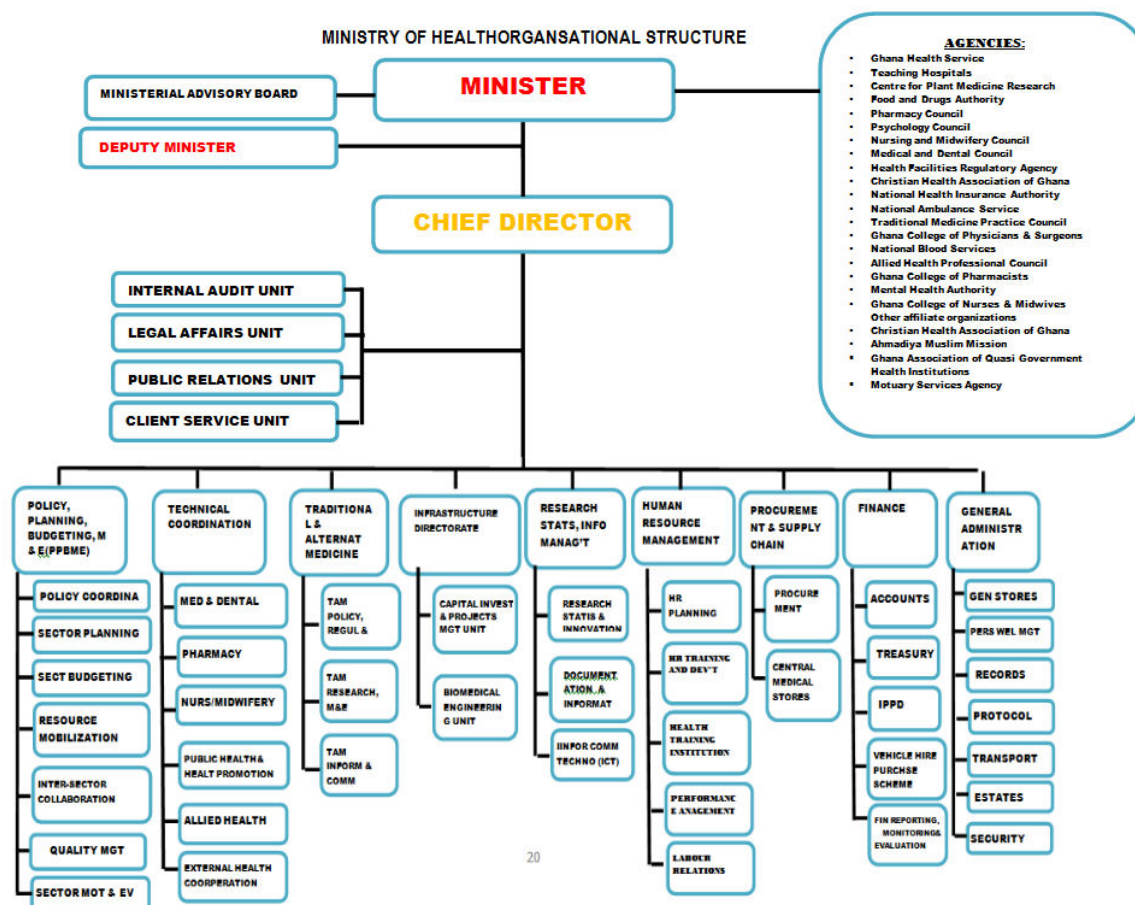 MINISTRY OF HEALTHORGANSATIONAL STRUCTURE
MINISTER
MINISTERIAL ADVISORY BOARD
DEPUTY MINISTER
CHIEF DIRECTOR
AGENCIES:
Ghana Health Service
Teaching Hospitals
Centre for Plant Medicine Research
Food and Drugs Authority
Pharmacy Council
Psychology Council
Nursing and Midwifery Council
Medical and Dental Council
Health Facilities Regulatory Agency
Christian Health Association of Ghana
National Health Insurance Authority
National Ambulance Service
Traditional Medicine Practice Council
Ghana College of Physicians & Surgeons
National Blood Services
Allied Health Professional Council
Ghana College of Pharmacists
Mental Health Authority
Ghana College of Nurses & Midwives
Other affiliate organizations
Christian Health Association of Ghana
Ahmadiya Muslim Mission
Ghana Association of Quasi Government
Health Institutions
Motuary Services Agency
INTERNAL AUDIT UNIT
LEGAL AFFAIRS UNIT
PUBLIC RELATIONS UNIT
CLIENT SERVICE UNIT
POLICY,
PLANNING,
BUDGETING, M
& E(PPBME)
POLICY COORDINA
SECTOR PLANNING
SECT BUDGETING
RESOURCE
MOBILIZATION
INTER-SECTOR
COLLABORATION
QUALITY MGT
SECTOR MOT & EV
TECHNICAL
COORDINATION
MED & DENTAL
PHARMACY
NURS/MIDWIFERY
PUBLIC HEALTH&
HEALT PROMOTION
ALLIED HEALTH
EXTERNAL HEALTH
COORPERATION
TRADITIONA
L &
ALTERNAT
MEDICINE
TAM
POLICY,
REGUL &
TAM
RESEARCH,
M&E
TAM
INFORM &
COMM
INFRASTRUCTURE
DIRECTORATE
CAPITAL INVEST
& PROJECTS
MGT UNIT
BIOMEDICAL
ENGINEERIN
G UNIT
RESEARCH
STATS, INFO
MANAG'T
RESEARCH
STATIS &
INNOVATION
DOCUMENT
ATION &
INFORMAT
IINFOR COMM
TECHNO (ICT)
HUMAN
RESOURCE
MANAGEMENT
HR
PLANNING
HR TRAINING
AND DEV'T
HEALTH
TRAINING
INSTITUTION
PERFORMANC
E ANAGEMENT
LABOUR
RELATIONS
PROCUREME
NT & SUPPLY
CHAIN
PROCURE
MENT
CENTRAL
MEDICAL
STORES
FINANCE
ACCOUNTS
TREASURY
IPPD
VEHICLE HIRE
PURCHSE
SCHEME
FIN REPORTING,
MONITORING&
EVALUATION
GENERAL
ADMINISTR
ATION
GEN STORES
PERS WEL MGT
RECORDS
PROTOCOL
TRANSPORT
ESTATES
SECURITY
20